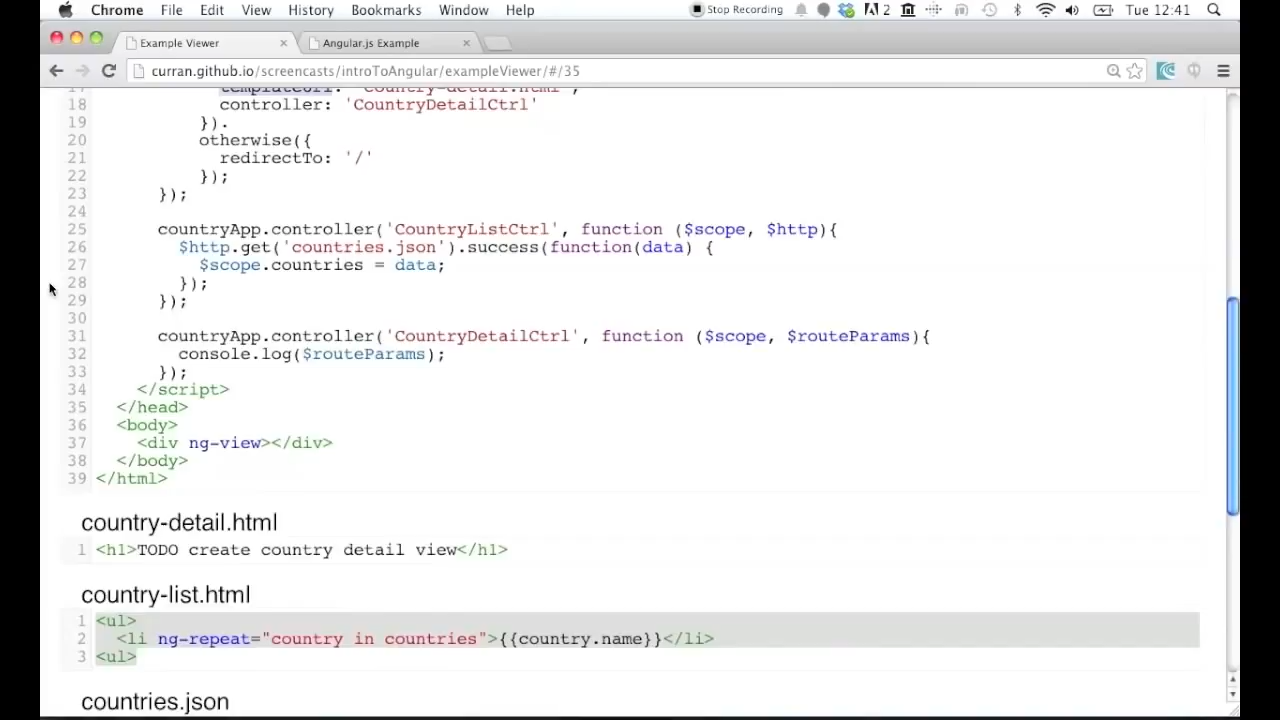 Chrome File Edit View History Bookmarks Window Help Stop Recording 2 Tue 12:41
Example Viewer Angular.js Example
curran.github.io/screencasts/introToAngular/exampleViewer/#/35
17 templateUrl: 'country-detail.html',
18 controller: 'CountryDetailCtrl'
19 }).
20 otherwise({
21 redirectTo: '/'
22 });
23 });
24
25 countryApp.controller('CountryListCtrl', function ($scope, $http){
26 $http.get('countries.json').success(function(data) {
27 $scope.countries = data;
28 });
29 });
30
31 countryApp.controller('CountryDetailCtrl', function ($scope, $routeParams){
32 console.log($routeParams);
33 });
34 </script>
35 </head>
36 <body>
37 <div ng-view></div>
38 </body>
39 </html>
country-detail.html
1 <h1>TODO create country detail view</h1>
country-list.html
1 <ul>
2 <li ng-repeat="country in countries">{{country.name}}</li>
3 <ul>
countries.json